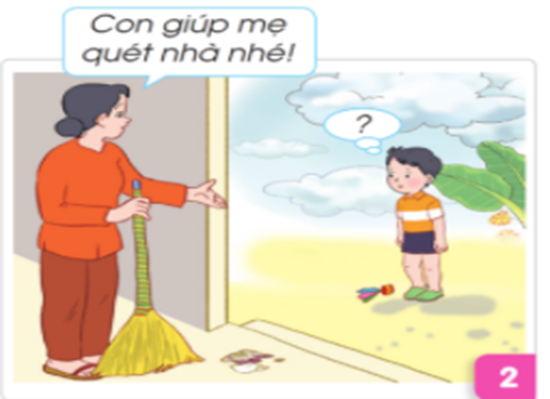 Con giúp mẹ
quét nhà nhé!
?
2